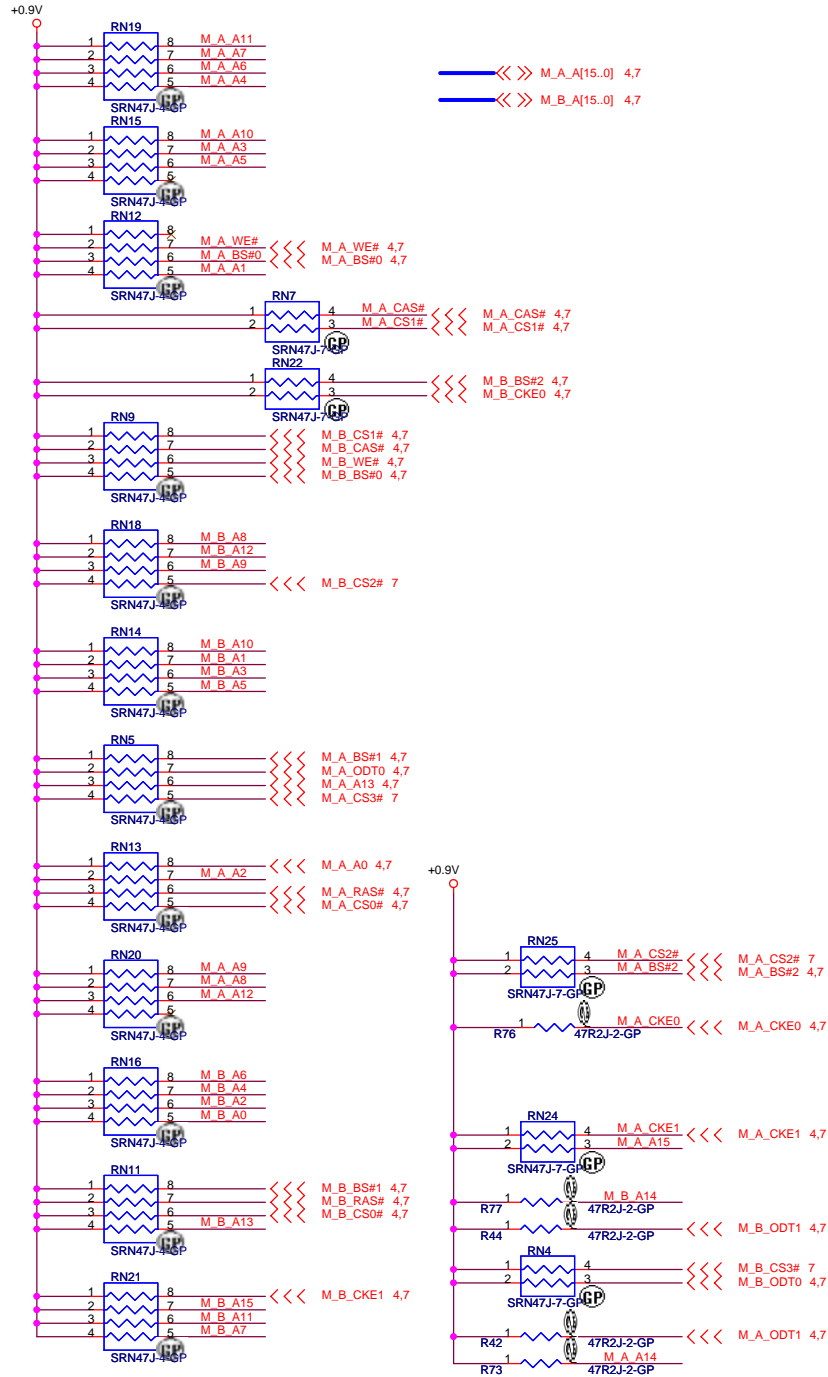 +0.9V
RN19
1 8 M_A_A11
2 7 M_A_A7
3 6 M_A_A6
4 5 M_A_A4
SRN47J-4-GP
GP
M_A_A[15..0] 4,7
M_B_A[15..0] 4,7
RN15
1 8 M_A_A10
2 7 M_A_A3
3 6 M_A_A5
4 5
SRN47J-4-GP
GP
RN12
1 8
2 7 M_A_WE# M_A_WE# 4,7
3 6 M_A_BS#0 M_A_BS#0 4,7
4 5 M_A_A1
SRN47J-4-GP
GP
RN7
1 4 M_A_CAS# M_A_CAS# 4,7
2 3 M_A_CS1# M_A_CS1# 4,7
SRN47J-7-GP
GP
RN22
1 4 M_B_BS#2 4,7
2 3 M_B_CKE0 4,7
SRN47J-7-GP
GP
RN9
1 8 M_B_CS1# 4,7
2 7 M_B_CAS# 4,7
3 6 M_B_WE# 4,7
4 5 M_B_BS#0 4,7
SRN47J-4-GP
GP
RN18
1 8 M_B_A8
2 7 M_B_A12
3 6 M_B_A9
4 5 M_B_CS2# 7
SRN47J-4-GP
GP
RN14
1 8 M_B_A10
2 7 M_B_A1
3 6 M_B_A3
4 5 M_B_A5
SRN47J-4-GP
GP
RN5
1 8 M_A_BS#1 4,7
2 7 M_A_ODT0 4,7
3 6 M_A_A13 4,7
4 5 M_A_CS3# 7
SRN47J-4-GP
GP
RN13
1 8 M_A_A0 4,7
2 7 M_A_A2
3 6 M_A_RAS# 4,7
4 5 M_A_CS0# 4,7
SRN47J-4-GP
GP
RN20
1 8 M_A_A9
2 7 M_A_A8
3 6 M_A_A12
4 5
SRN47J-4-GP
GP
RN16
1 8 M_B_A6
2 7 M_B_A4
3 6 M_B_A2
4 5 M_B_A0
SRN47J-4-GP
GP
RN11
1 8 M_B_BS#1 4,7
2 7 M_B_RAS# 4,7
3 6 M_B_CS0# 4,7
4 5 M_B_A13
SRN47J-4-GP
GP
RN21
1 8 M_B_CKE1 4,7
2 7 M_B_A15
3 6 M_B_A11
4 5 M_B_A7
SRN47J-4-GP
GP
+0.9V
RN25
1 4 M_A_CS2# M_A_CS2# 7
2 3 M_A_BS#2 M_A_BS#2 4,7
SRN47J-7-GP
GP
1 M_A_CKE0 M_A_CKE0 4,7
R76 47R2J-2-GP
RN24
1 4 M_A_CKE1 M_A_CKE1 4,7
2 3 M_A_A15
SRN47J-7-GP
GP
1 M_B_A14
R77 47R2J-2-GP
1 M_B_ODT1 4,7
R44 47R2J-2-GP
RN4
1 4 M_B_CS3# 7
2 3 M_B_ODT0 4,7
SRN47J-7-GP
GP
1 M_A_ODT1 4,7
R42 47R2J-2-GP
1 M_A_A14
R73 47R2J-2-GP